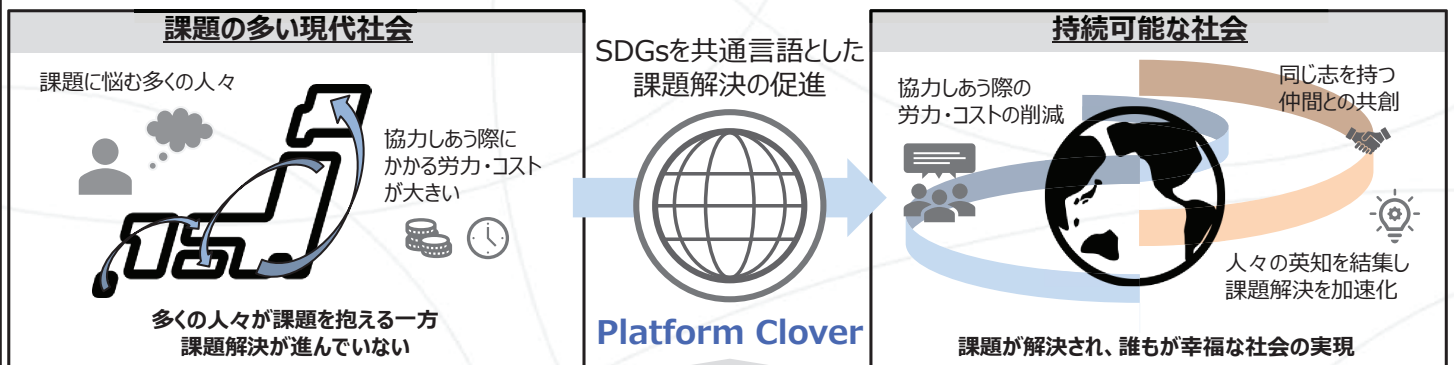 課題の多い現代社会
課題に悩む多くの人々
協力しあう際に
かかる労力・コスト
が大きい
多くの人々が課題を抱える一方
課題解決が進んでいない
SDGsを共通言語とした
課題解決の促進
Platform Clover
持続可能な社会
協力しあう際の
労力・コストの削減
同じ志を持つ
仲間との共創
人々の英知を結集し
課題解決を加速化
課題が解決され、誰もが幸福な社会の実現